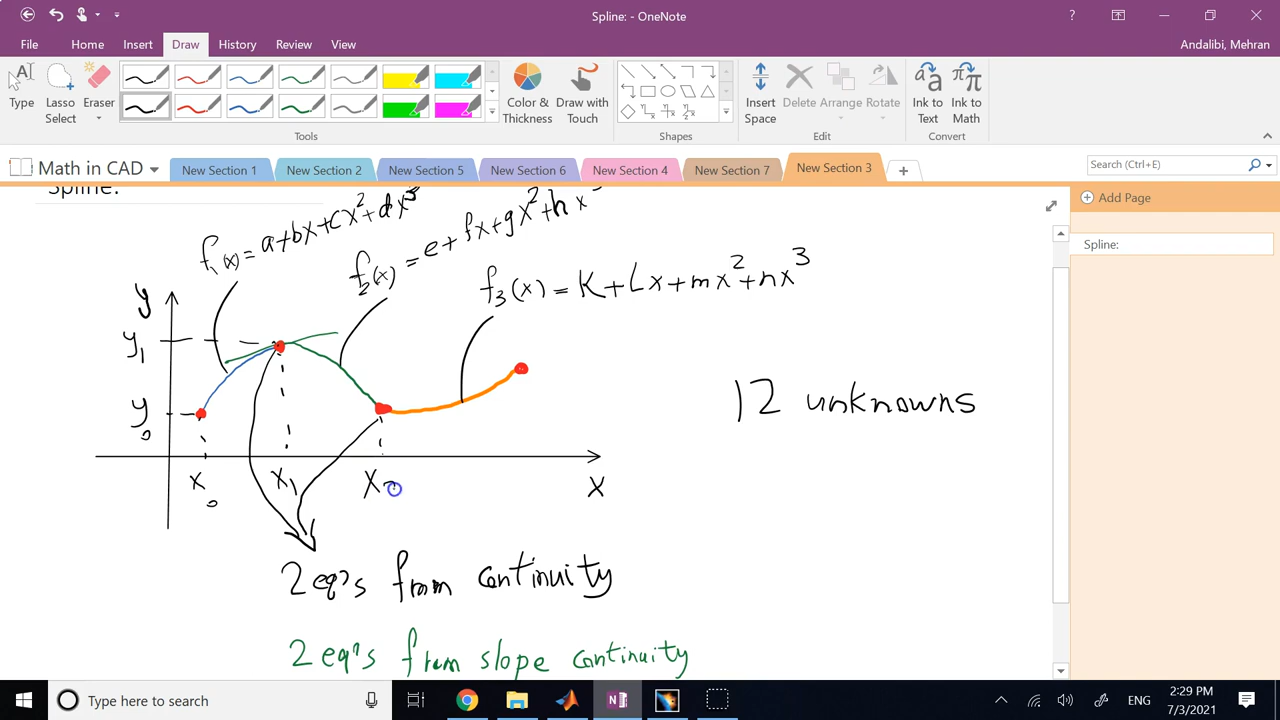 Spline: - OneNote
Andalibi, Mehran
File Home Insert Draw History Review View
Type
Lasso Select
Eraser
Color & Thickness
Draw with Touch
Insert Space
Delete
Arrange
Rotate
Ink to Text
Ink to Math
Tools
Shapes
Edit
Convert
Math in CAD
New Section 1
New Section 2
New Section 5
New Section 6
New Section 4
New Section 7
New Section 3
Search (Ctrl+E)
Add Page
Spline:
Spline:
f₁(x) = a+bx+cx²+dx³
f₂(x) = e+fx+gx²+hx³
f₃(x) = K+Lx+mx²+nx³
y
y₁
y₀
12 unknowns
x₀
x₁
x₂
x
2 eq's from continuity
2 eq's from slope continuity
Type here to search
ENG
2:29 PM
7/3/2021